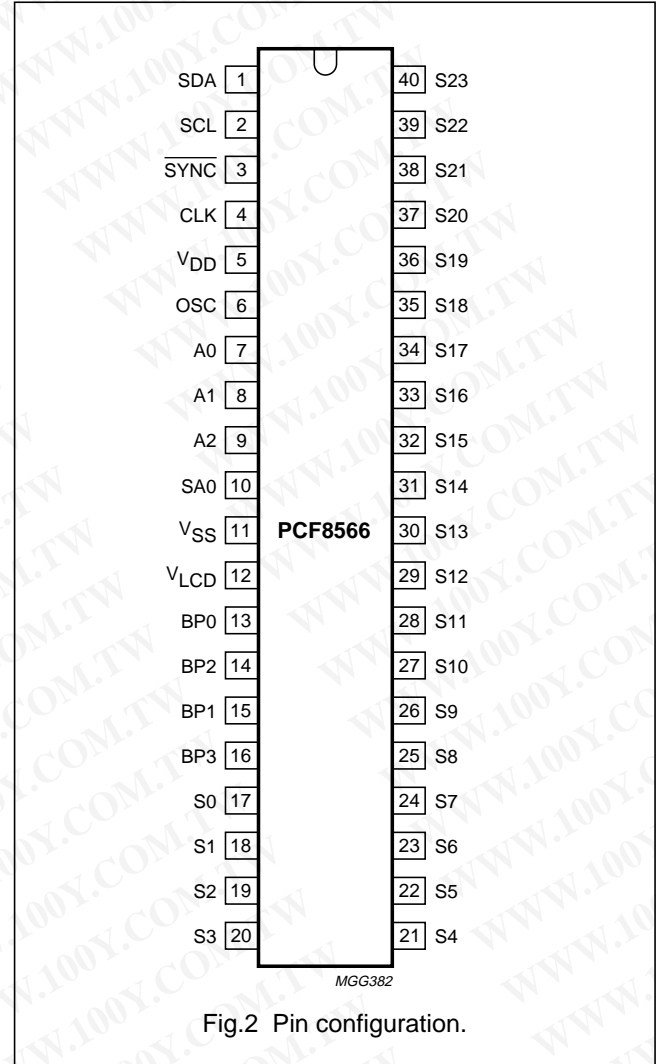 SDA 1 40 S23
SCL 2 39 S22
SYNC 3 38 S21
CLK 4 37 S20
VDD 5 36 S19
OSC 6 35 S18
A0 7 34 S17
A1 8 33 S16
A2 9 32 S15
SA0 10 31 S14
VSS 11 PCF8566 30 S13
VLCD 12 29 S12
BP0 13 28 S11
BP2 14 27 S10
BP1 15 26 S9
BP3 16 25 S8
S0 17 24 S7
S1 18 23 S6
S2 19 22 S5
S3 20 21 S4
MGG382
Fig.2 Pin configuration.
WWW.100Y.COM.TW